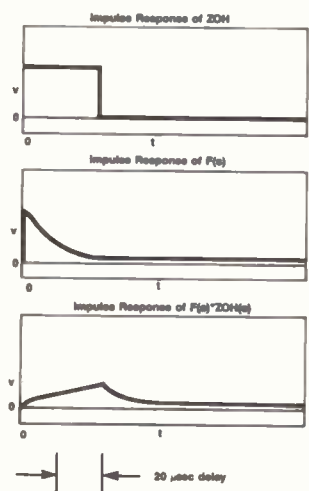 Impulse Response of ZOH
v
0
0
t
Impulse Response of F(s)
v
0
0
t
Impulse Response of F(s)*ZOH(s)
v
0
0
t
20 µsec delay